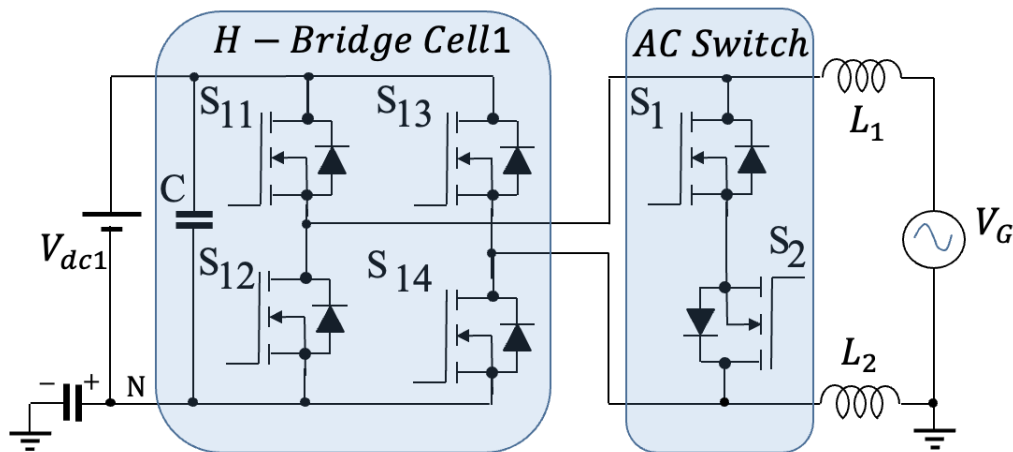 H – Bridge Cell1
AC Switch
S11
S13
S1
L1
C
Vdc1
S12
S14
S2
VG
L2
– +
N